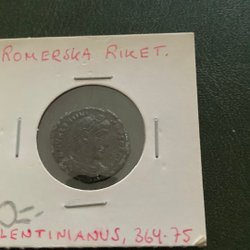 ROMERSKA RIKET.
LENTINIANUS, 364-75